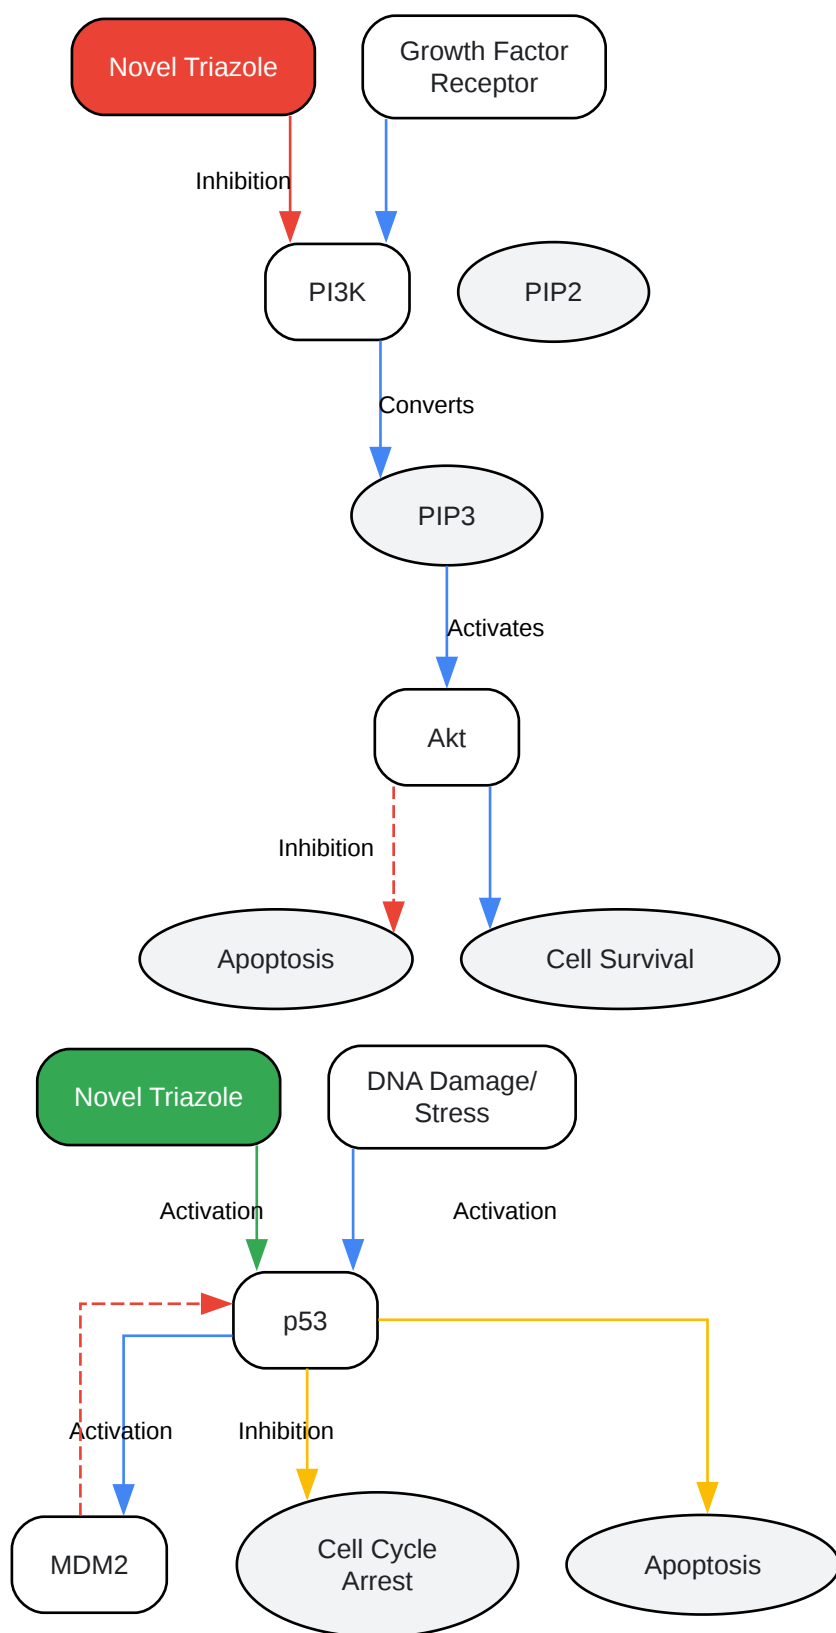 Novel Triazole
Growth Factor
Receptor
Inhibition
PI3K
PIP2
Converts
PIP3
Activates
Akt
Inhibition
Apoptosis
Cell Survival
Novel Triazole
DNA Damage/
Stress
Activation
Activation
p53
Activation
Inhibition
MDM2
Cell Cycle
Arrest
Apoptosis